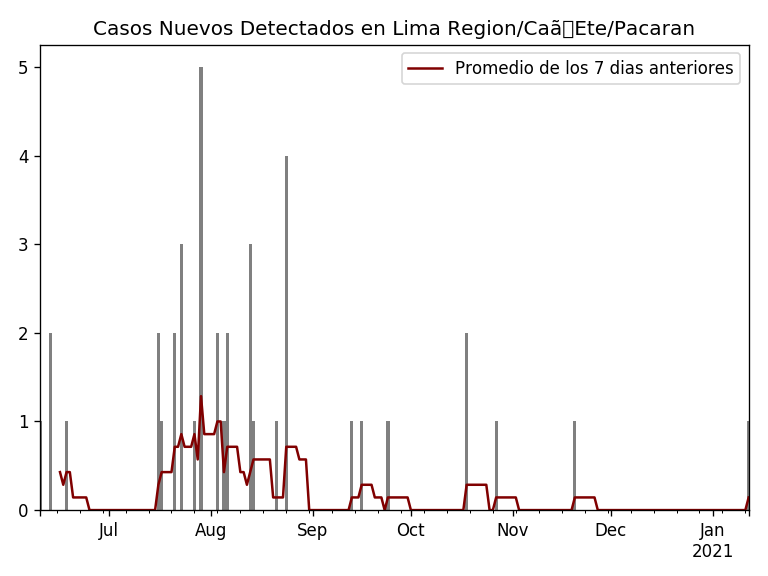 Casos Nuevos Detectados en Lima Region/Caã▯Ete/Pacaran
Promedio de los 7 dias anteriores
5
4
3
2
1
0
Jul Aug Sep Oct Nov Dec Jan
2021